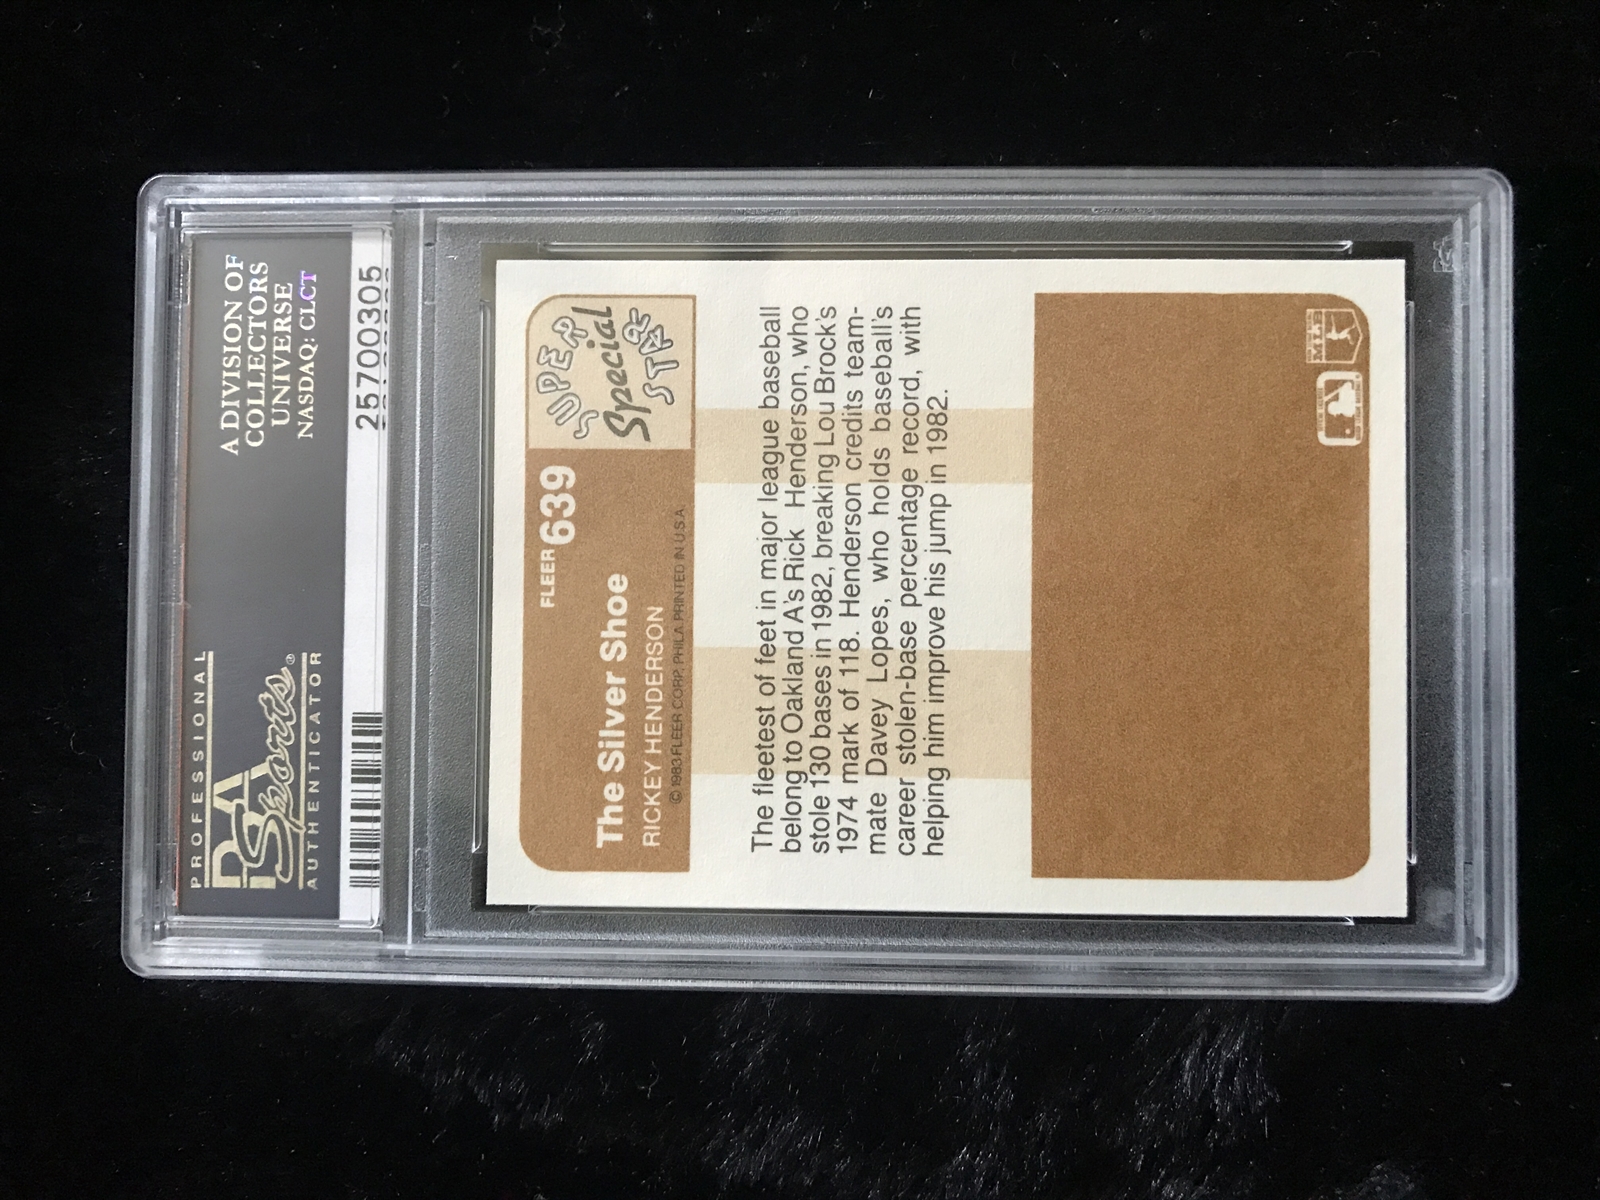 PROFESSIONAL
PSA
Sports®
AUTHENTICATOR
A DIVISION OF
COLLECTORS
UNIVERSE
NASDAQ: CLCT
25700305
FLEER 639
SUPER
Special
STAR
The Silver Shoe
RICKEY HENDERSON
© 1983 FLEER CORP. PHILA. PRINTED IN U.S.A.
The fleetest of feet in major league baseball
belong to Oakland A's Rick Henderson, who
stole 130 bases in 1982, breaking Lou Brock's
1974 mark of 118. Henderson credits team-
mate Davey Lopes, who holds baseball's
career stolen-base percentage record, with
helping him improve his jump in 1982.